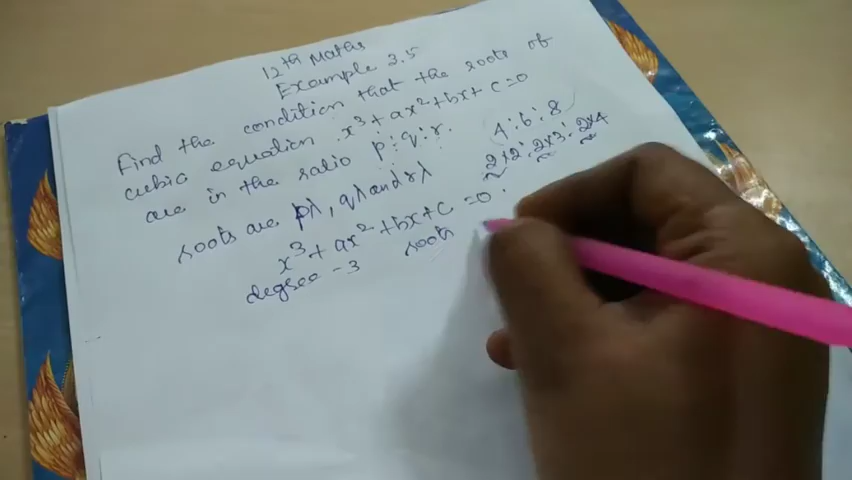 12th Maths
Example 3.5
Find the condition that the roots of
cubic equation x³+ax²+bx+c=0
are in the ratio p:q:r. 4:6:8
2×2:2×3:2×4
roots are pλ, qλ and rλ
x³+ax²+bx+c=0.
degree - 3 roots